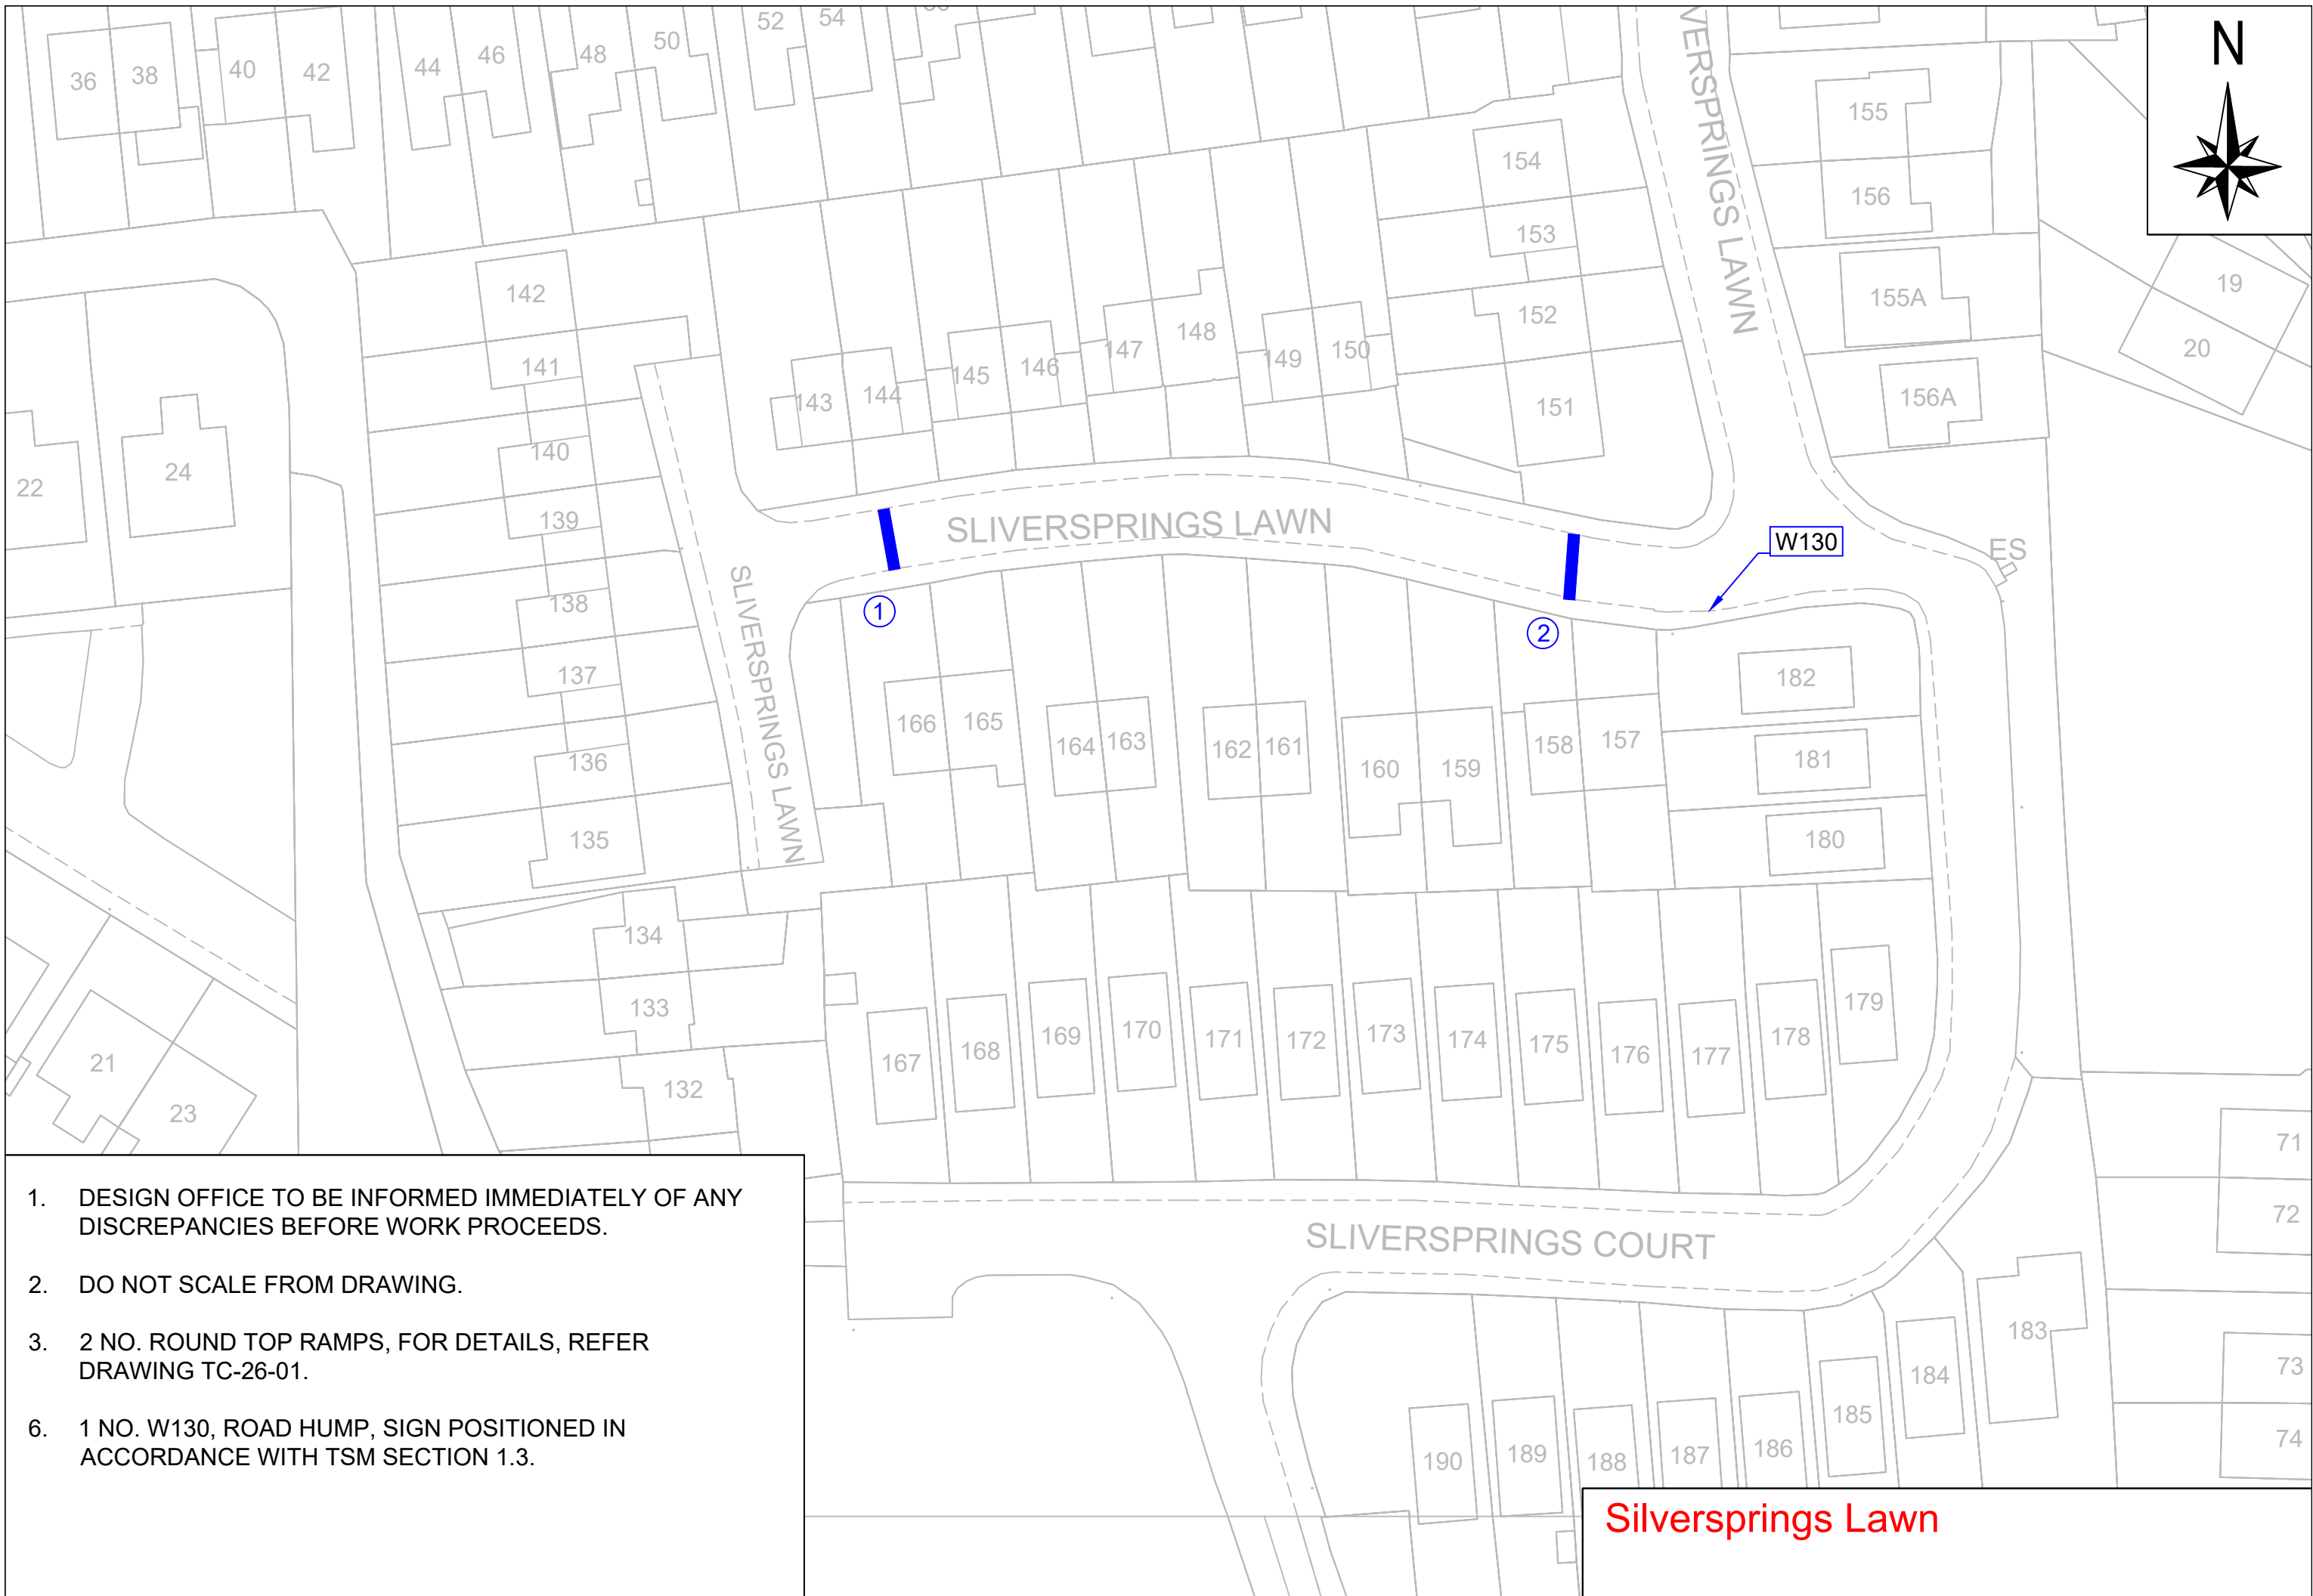 36 38 40 42 44 46 48 50 52 54
N
155
156
154
153
152
151
155A
156A
19
20
SLIVERSPRINGS LAWN
142
141
140
139
138
137
136
135
134
133
132
22
24
21
23
143 144 145 146 147 148 149 150
SLIVERSPRINGS LAWN
W130
ES
1
2
SLIVERSPRINGS LAWN
166 165 164 163 162 161 160 159 158 157
182
181
180
167 168 169 170 171 172 173 174 175 176 177 178 179
SLIVERSPRINGS COURT
71
72
73
74
190 189 188 187 186 185 184 183
1. DESIGN OFFICE TO BE INFORMED IMMEDIATELY OF ANY
DISCREPANCIES BEFORE WORK PROCEEDS.
2. DO NOT SCALE FROM DRAWING.
3. 2 NO. ROUND TOP RAMPS, FOR DETAILS, REFER
DRAWING TC-26-01.
6. 1 NO. W130, ROAD HUMP, SIGN POSITIONED IN
ACCORDANCE WITH TSM SECTION 1.3.
Silversprings Lawn